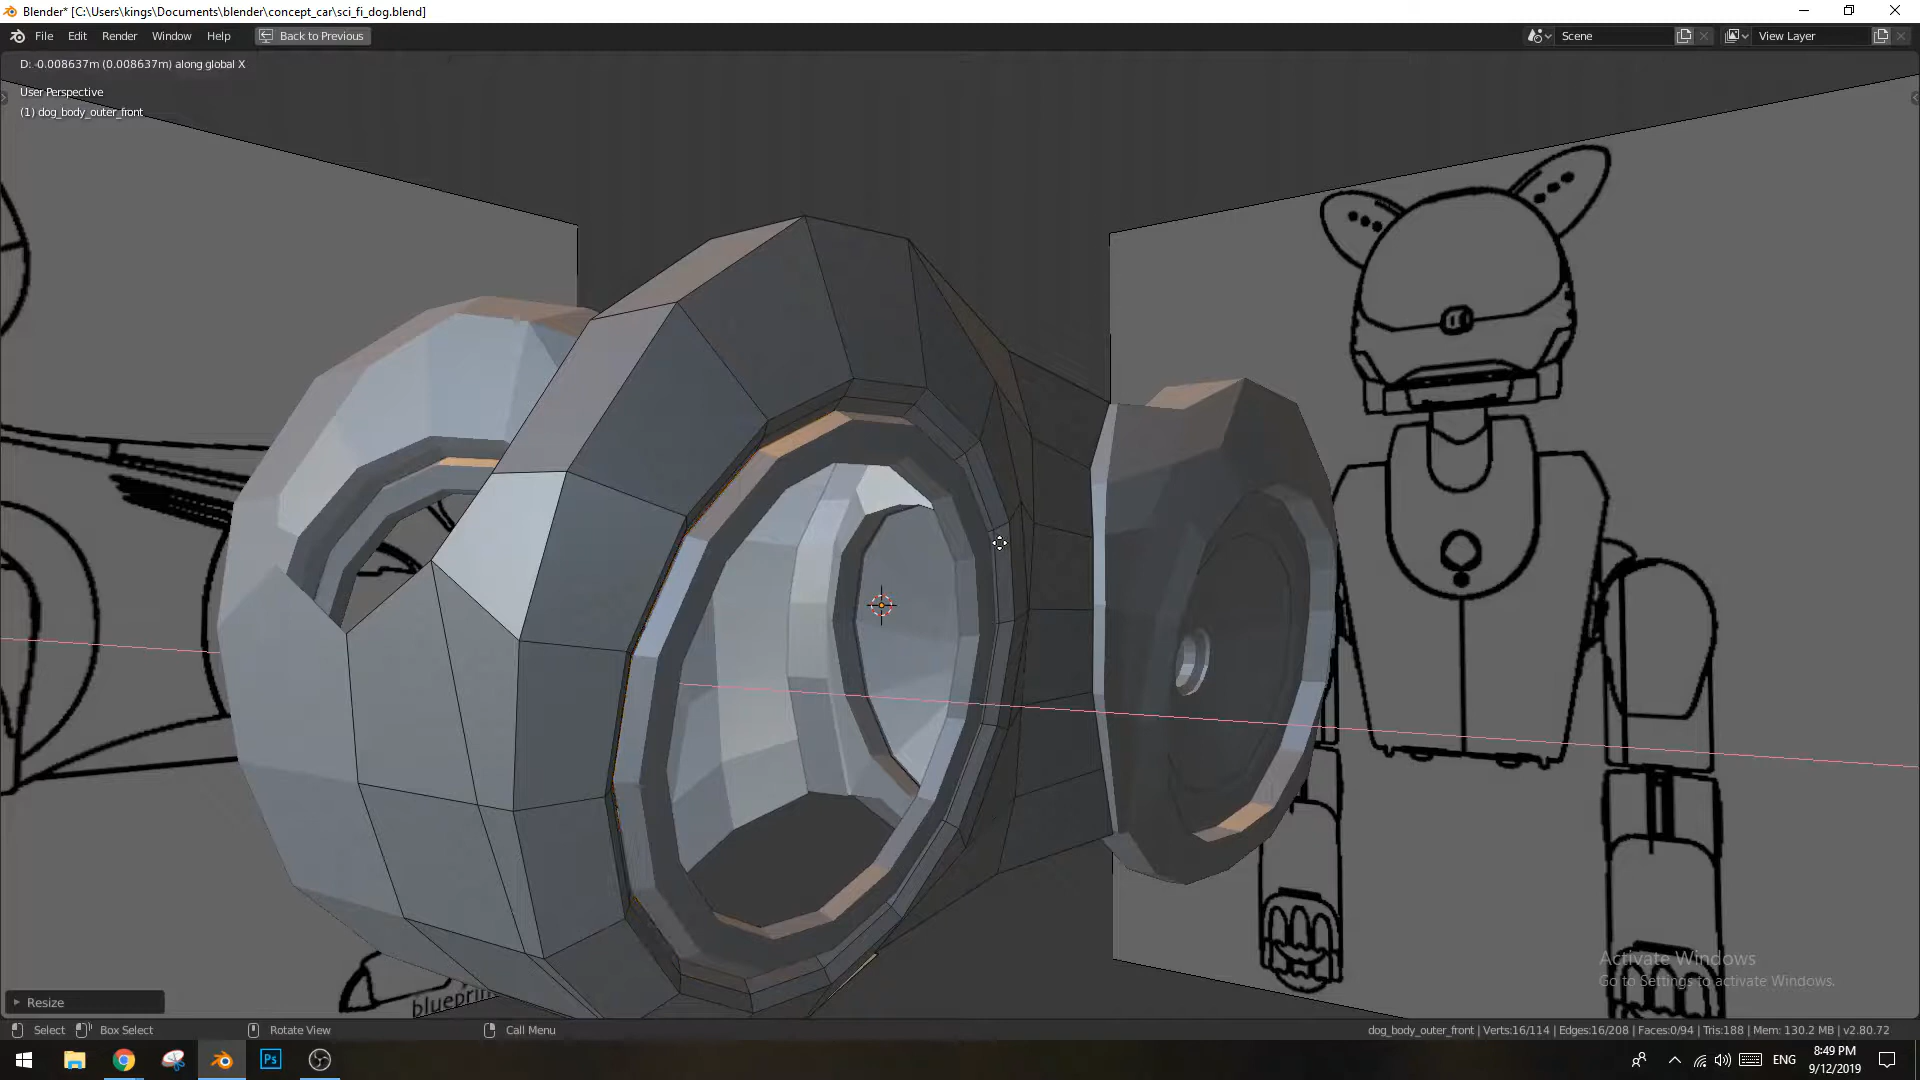 Blender* [C:\Users\kings\Documents\blender\concept_car\sci_fi_dog.blend]
File Edit Render Window Help Back to Previous Scene View Layer
D: -0.008637m (0.008637m) along global X
User Perspective
(1) dog_body_outer_front
Activate Windows
Go to Settings to activate Windows.
Resize
Select Box Select Rotate View Call Menu dog_body_outer_front | Verts:16/114 | Edges:16/208 | Faces:0/94 | Tris:188 | Mem: 130.2 MB | v2.80.72
Ps ENG 8:49 PM
9/12/2019